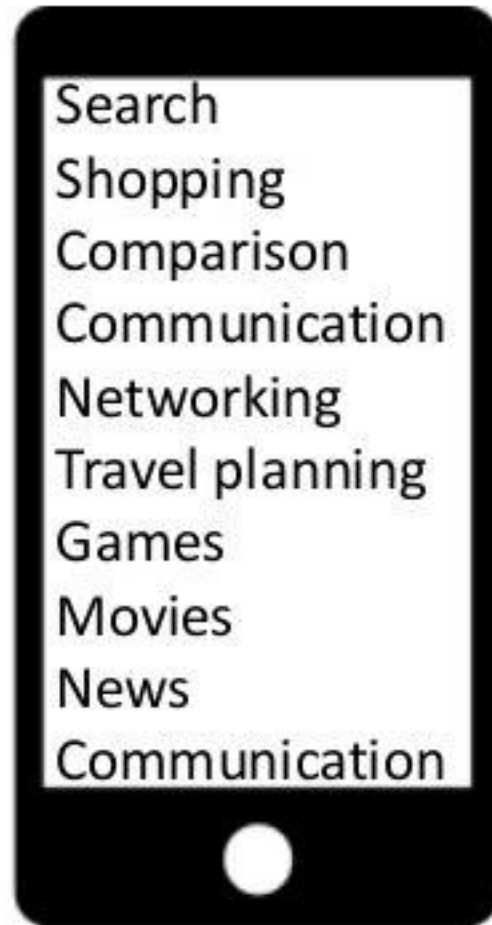 Search
Shopping
Comparison
Communication
Networking
Travel planning
Games
Movies
News
Communication